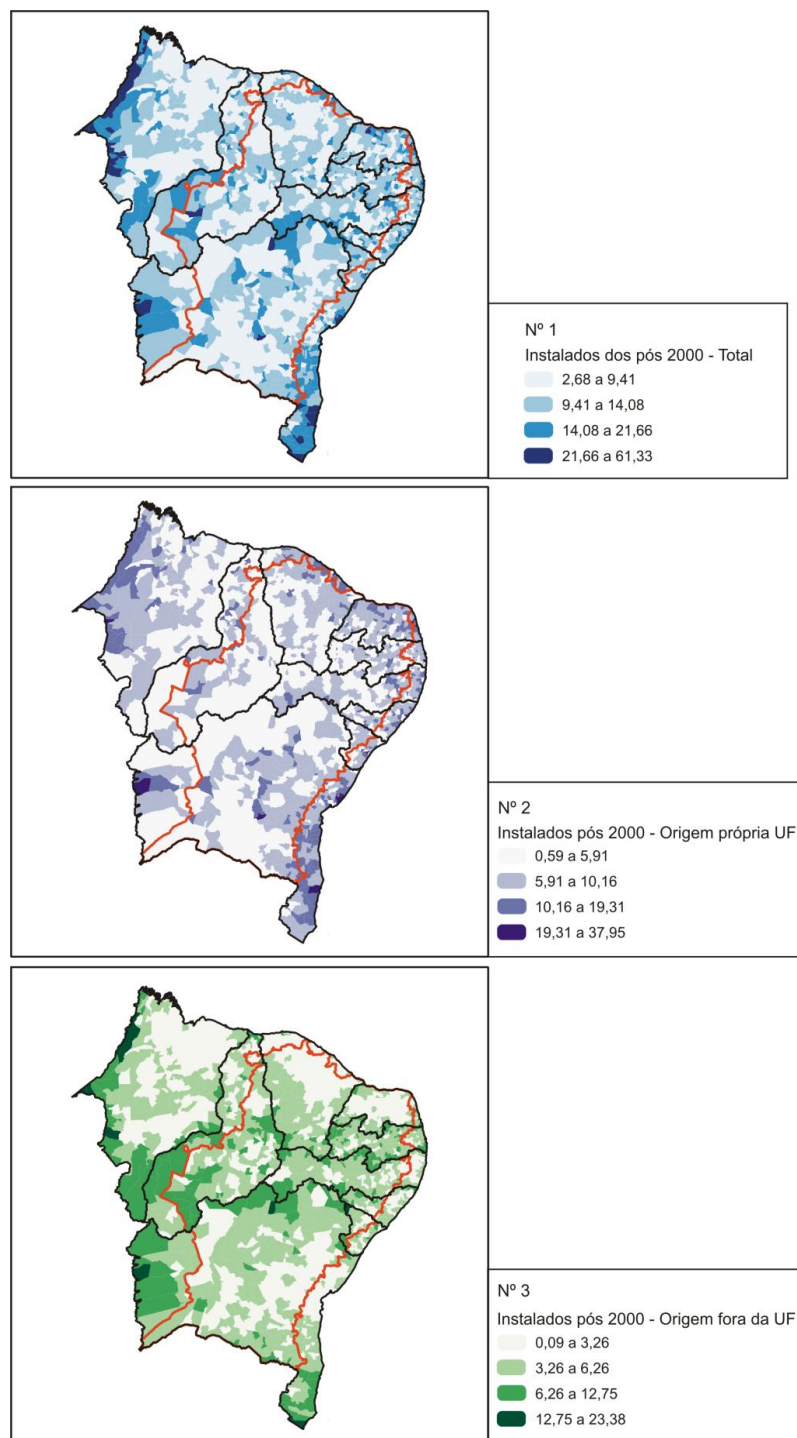 Nº 1
Instalados dos pós 2000 - Total
2,68 a 9,41
9,41 a 14,08
14,08 a 21,66
21,66 a 61,33
Nº 2
Instalados pós 2000 - Origem própria UF
0,59 a 5,91
5,91 a 10,16
10,16 a 19,31
19,31 a 37,95
Nº 3
Instalados pós 2000 - Origem fora da UF
0,09 a 3,26
3,26 a 6,26
6,26 a 12,75
12,75 a 23,38